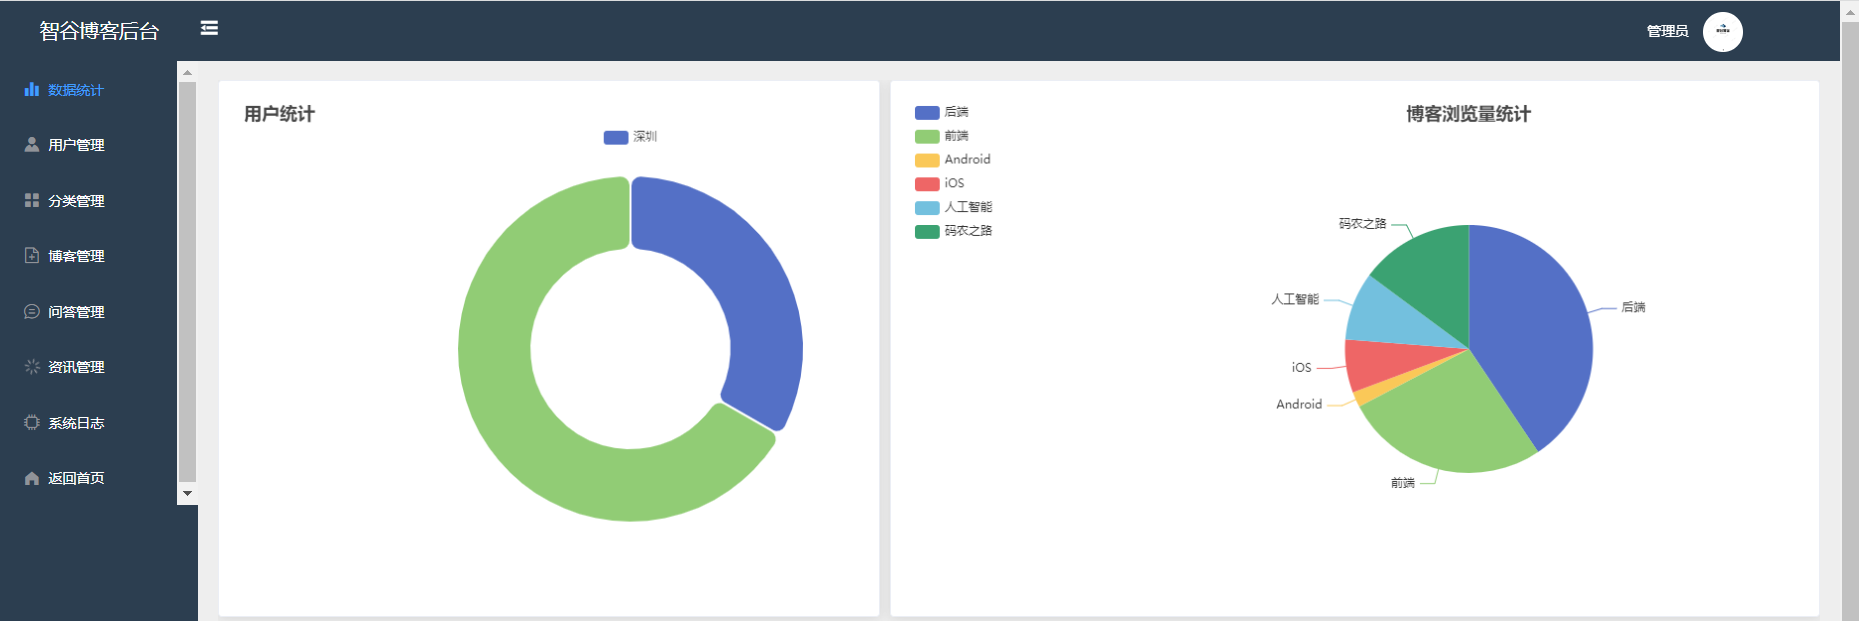 智谷博客后台
管理员
数据统计
用户管理
分类管理
博客管理
问答管理
资讯管理
系统日志
返回首页
用户统计
深圳
博客浏览量统计
后端
前端
Android
iOS
人工智能
码农之路
码农之路
人工智能
iOS
Android
前端
后端